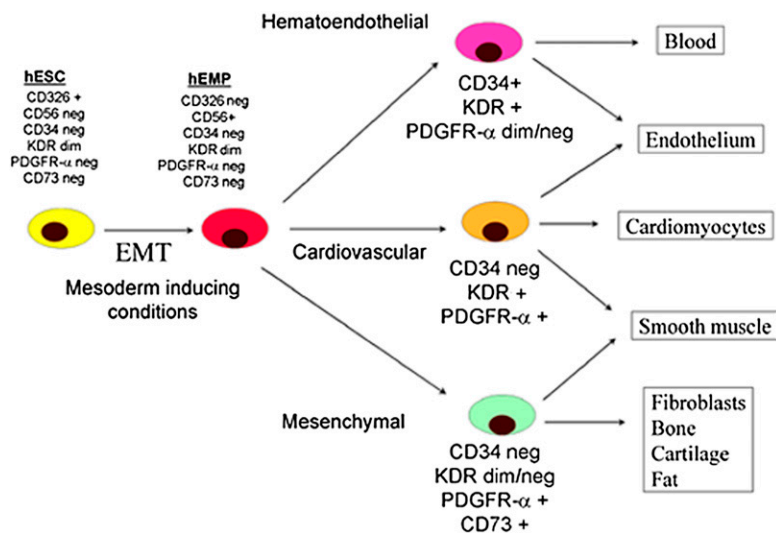 Hematoendothelial
Blood
hESC
CD326 +
CD56 neg
CD34 neg
KDR dim
PDGFR-α neg
CD73 neg
hEMP
CD326 neg
CD56+
CD34 neg
KDR dim
PDGFR-α neg
CD73 neg
CD34+
KDR +
PDGFR-α dim/neg
Endothelium
EMT
Mesoderm inducing
conditions
Cardiovascular
Cardiomyocytes
CD34 neg
KDR +
PDGFR-α +
Smooth muscle
Mesenchymal
Fibroblasts
Bone
Cartilage
Fat
CD34 neg
KDR dim/neg
PDGFR-α +
CD73 +